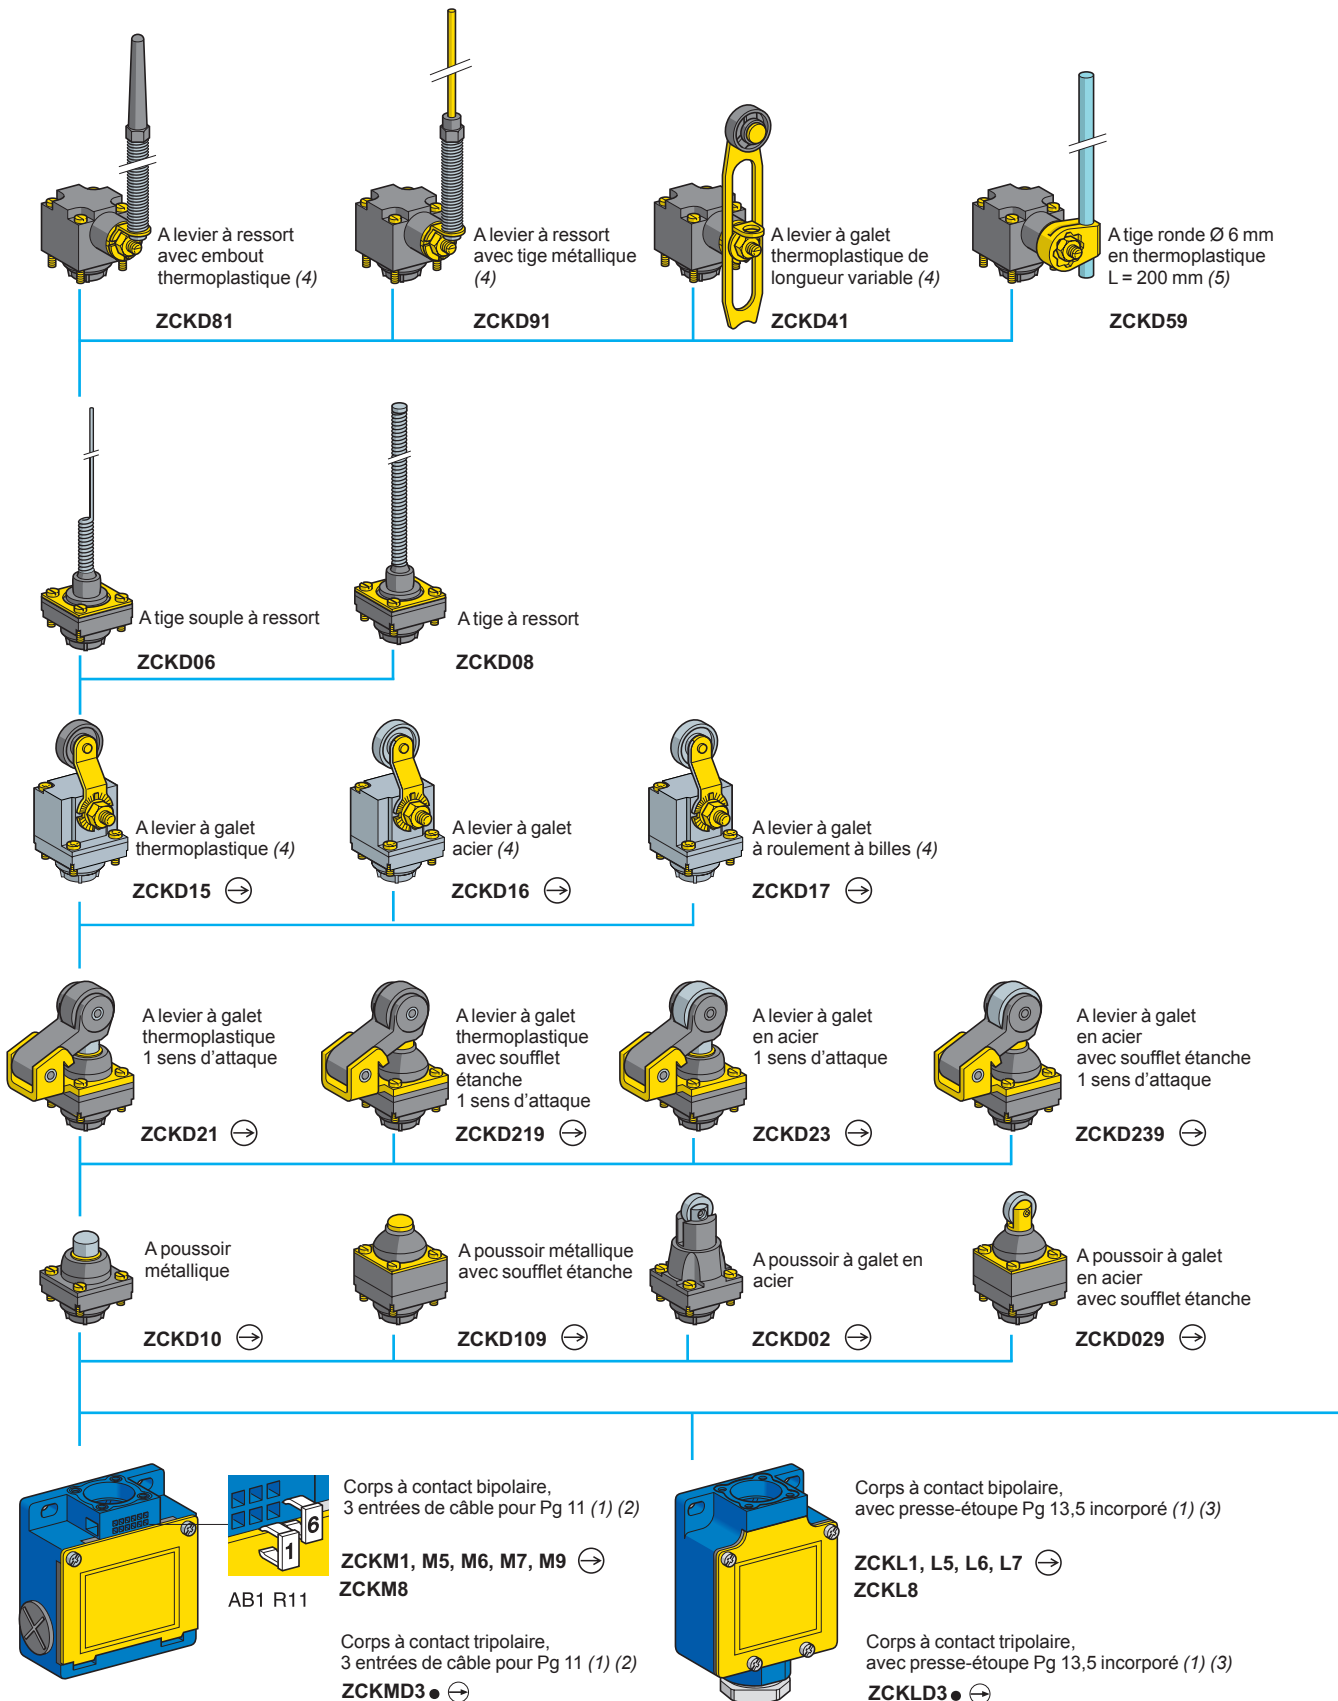 A levier à ressort
avec embout
thermoplastique (4)
ZCKD81
A levier à ressort
avec tige métallique
(4)
ZCKD91
A levier à galet
thermoplastique de
longueur variable (4)
ZCKD41
A tige ronde Ø 6 mm
en thermoplastique
L = 200 mm (5)
ZCKD59
A tige souple à ressort
ZCKD06
A tige à ressort
ZCKD08
A levier à galet
thermoplastique (4)
ZCKD15
A levier à galet
acier (4)
ZCKD16
A levier à galet
à roulement à billes (4)
ZCKD17
A levier à galet
thermoplastique
1 sens d'attaque
ZCKD21
A levier à galet
thermoplastique
avec soufflet
étanche
1 sens d'attaque
ZCKD219
A levier à galet
en acier
1 sens d'attaque
ZCKD23
A levier à galet
en acier
avec soufflet étanche
1 sens d'attaque
ZCKD239
A poussoir
métallique
ZCKD10
A poussoir métallique
avec soufflet étanche
ZCKD109
A poussoir à galet en
acier
ZCKD02
A poussoir à galet
en acier
avec soufflet étanche
ZCKD029
6
1
AB1 R11
Corps à contact bipolaire,
3 entrées de câble pour Pg 11 (1) (2)
ZCKM1, M5, M6, M7, M9
ZCKM8
Corps à contact tripolaire,
3 entrées de câble pour Pg 11 (1) (2)
ZCKMD3●
Corps à contact bipolaire,
avec presse-étoupe Pg 13,5 incorporé (1) (3)
ZCKL1, L5, L6, L7
ZCKL8
Corps à contact tripolaire,
avec presse-étoupe Pg 13,5 incorporé (1) (3)
ZCKLD3●